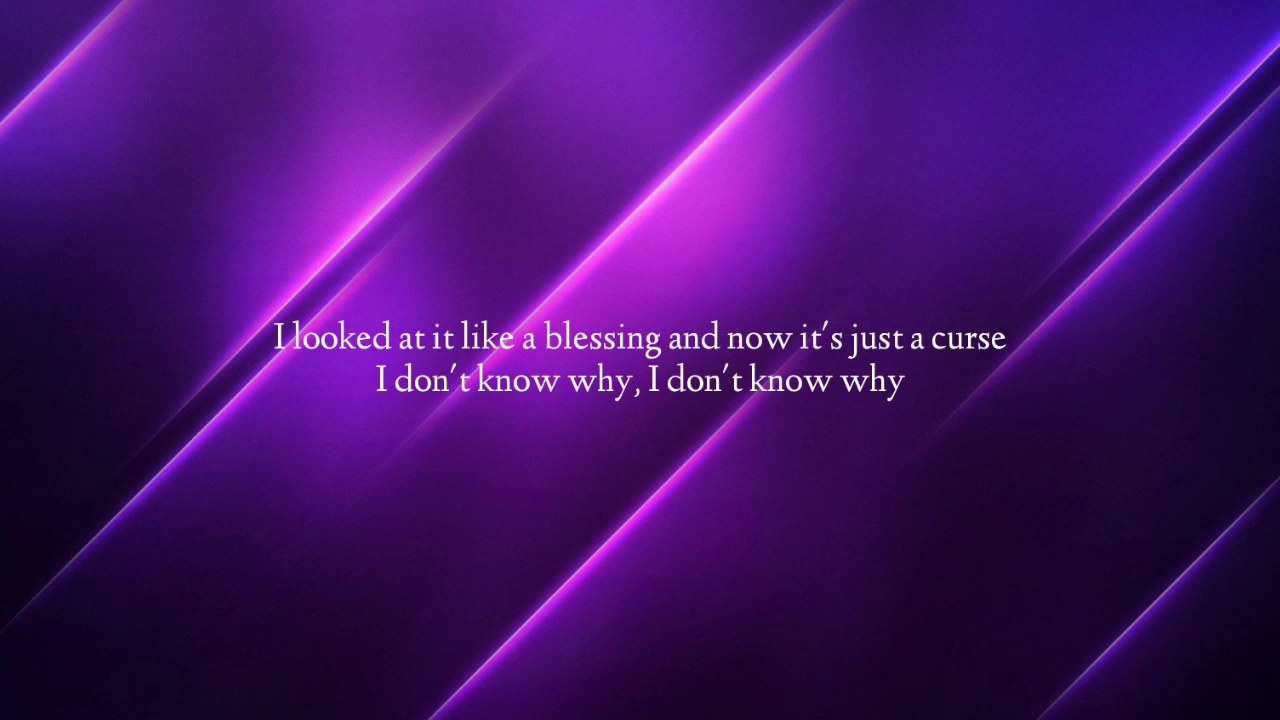 I looked at it like a blessing and now it's just a curse
I don't know why, I don't know why